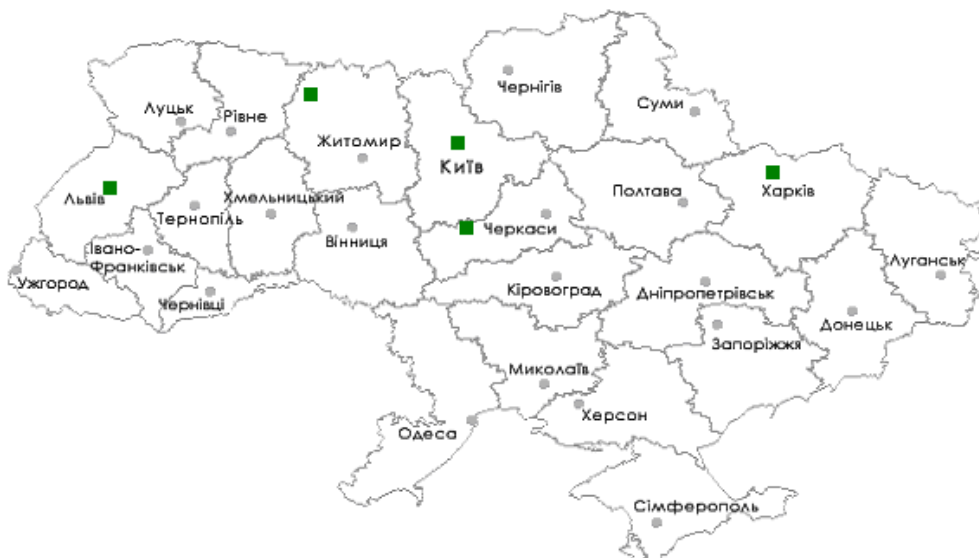 Чернігів
Луцьк
Суми
Рівне
Житомир
Київ
Львів
Хмельницький
Полтава
Харків
Тернопіль
Черкаси
Вінниця
Івано-
Франківськ
Луганськ
Ужгород
Чернівці
Кіровоград
Дніпропетрівськ
Донецьк
Запоріжжя
Миколаїв
Херсон
Одеса
Сімферополь